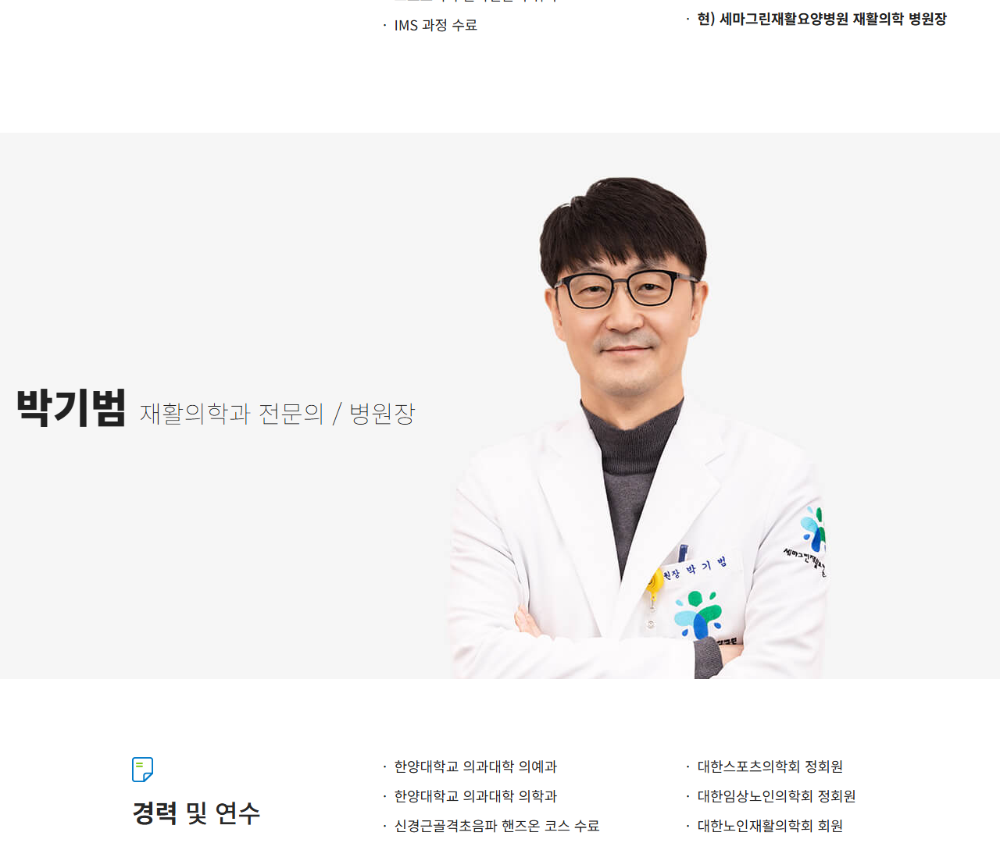 · IMS 과정 수료
· 현) 세마그린재활요양병원 재활의학 병원장
박기범 재활의학과 전문의 / 병원장
원장 박기범
경력 및 연수
· 한양대학교 의과대학 의예과
· 한양대학교 의과대학 의학과
· 신경근골격초음파 핸즈온 코스 수료
· 대한스포츠의학회 정회원
· 대한임상노인의학회 정회원
· 대한노인재활의학회 회원